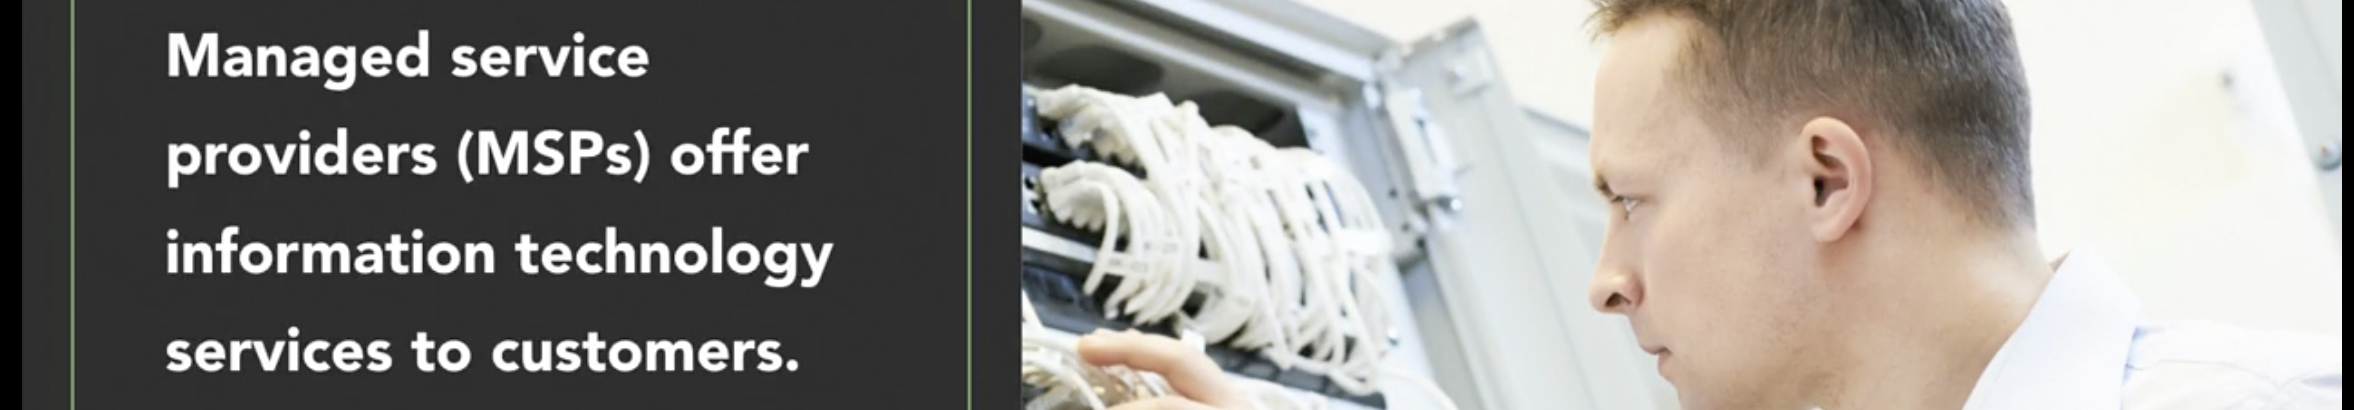 Managed service
providers (MSPs) offer
information technology
services to customers.